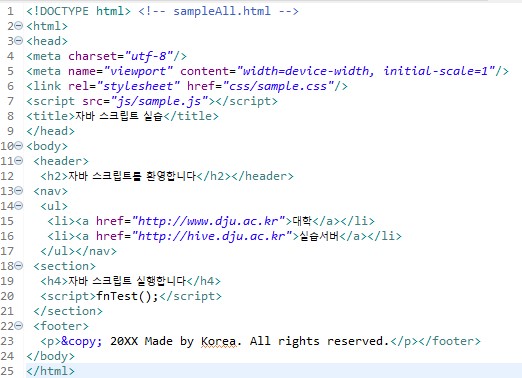 1 <!DOCTYPE html> <!-- sampleAll.html -->
2 <html>
3 <head>
4 <meta charset="utf-8"/>
5 <meta name="viewport" content="width=device-width, initial-scale=1"/>
6 <link rel="stylesheet" href="css/sample.css"/>
7 <script src="js/sample.js"></script>
8 <title>자바 스크립트 실습</title>
9 </head>
10 <body>
11  <header>
12   <h2>자바 스크립트를 환영합니다</h2></header>
13  <nav>
14   <ul>
15    <li><a href="http://www.dju.ac.kr">대학</a></li>
16    <li><a href="http://hive.dju.ac.kr">실습서버</a></li>
17   </ul></nav>
18  <section>
19   <h4>자바 스크립트 실행합니다</h4>
20   <script>fnTest();</script>
21  </section>
22  <footer>
23   <p>&copy; 20XX Made by Korea. All rights reserved.</p></footer>
24 </body>
25 </html>